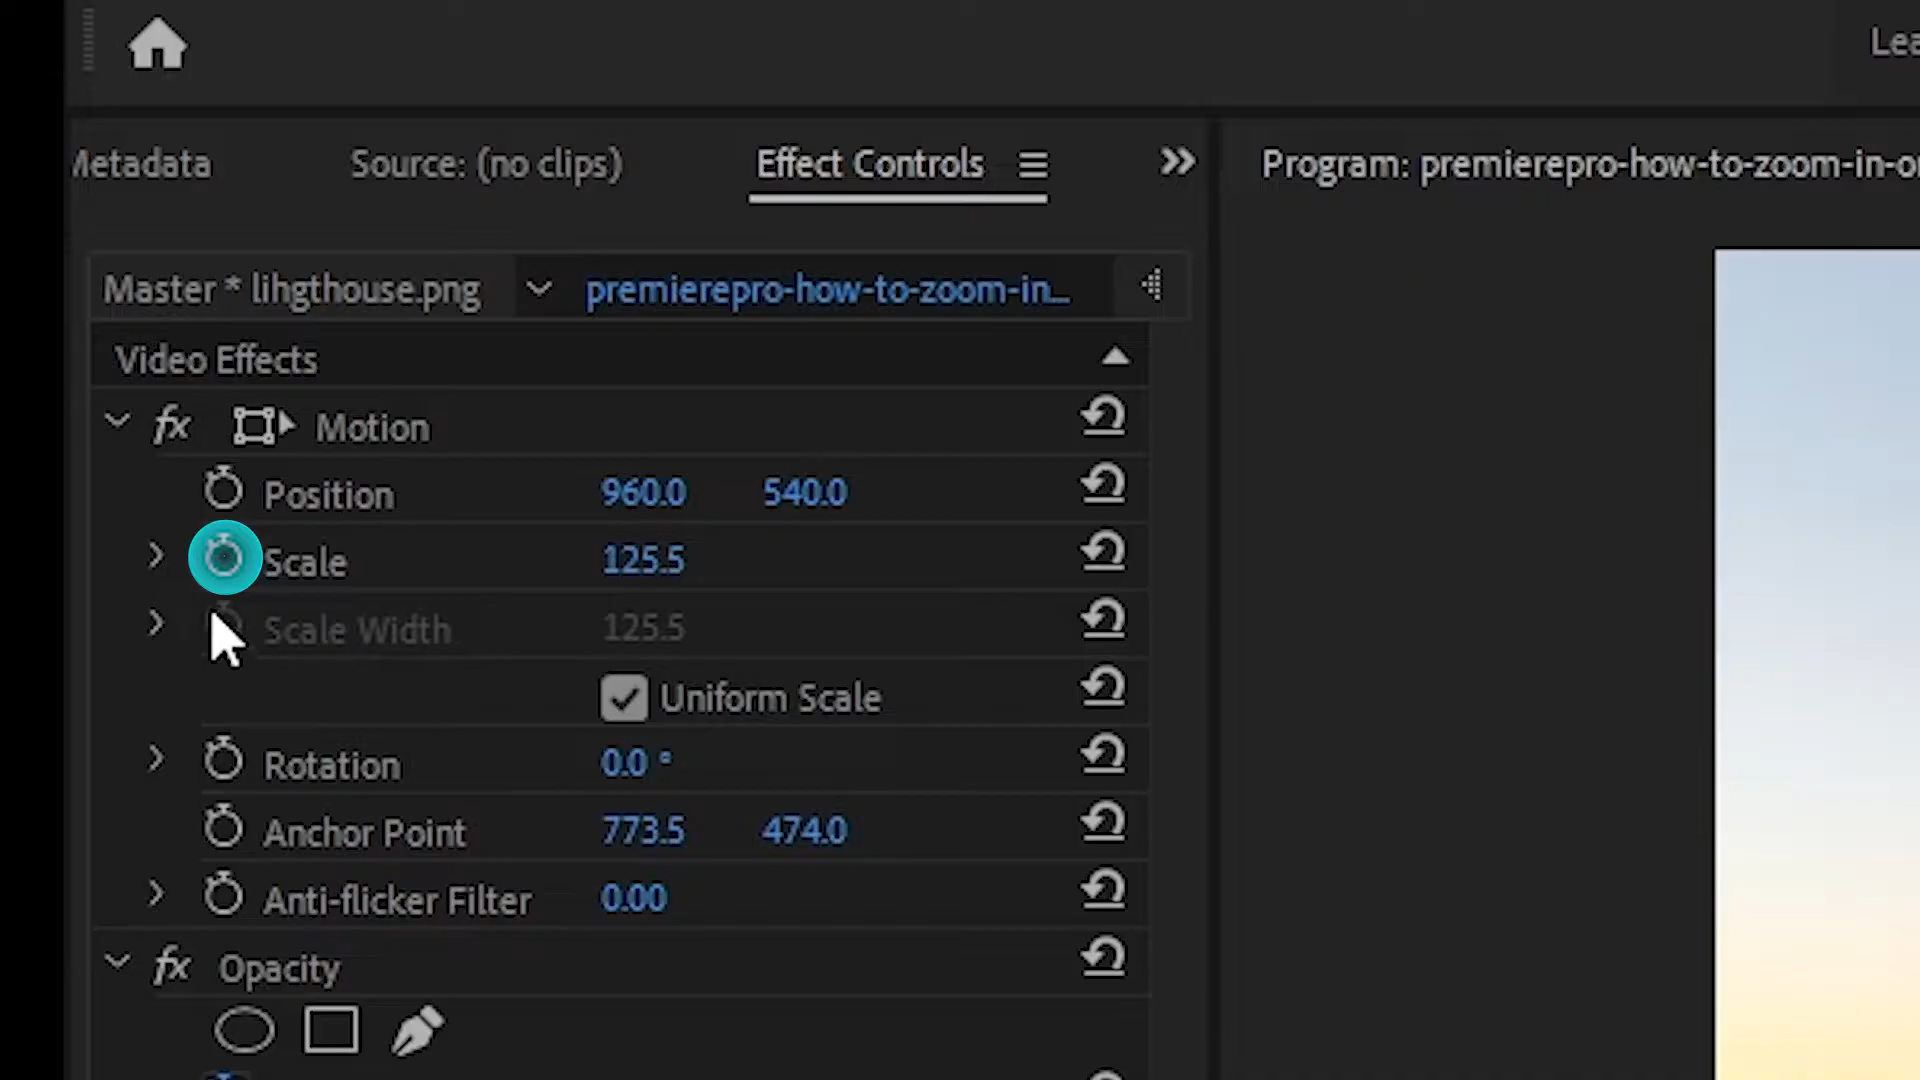 Metadata
Source: (no clips)
Effect Controls
Program: premierepro-how-to-zoom-in-o
Master * lihgthouse.png
premierepro-how-to-zoom-in...
Video Effects
fx Motion
Position 960.0 540.0
Scale 125.5
Scale Width 125.5
Uniform Scale
Rotation 0.0 °
Anchor Point 773.5 474.0
Anti-flicker Filter 0.00
fx Opacity